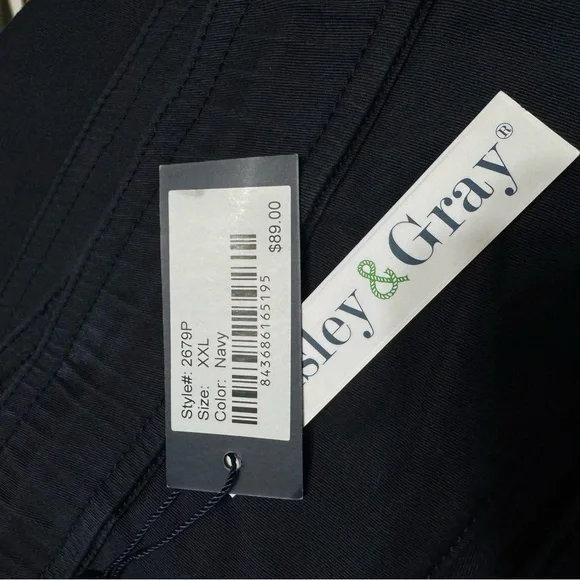 Style#: 2679P
Size: XXL
Color: Navy
843686165195
$89.00
sley & Gray®